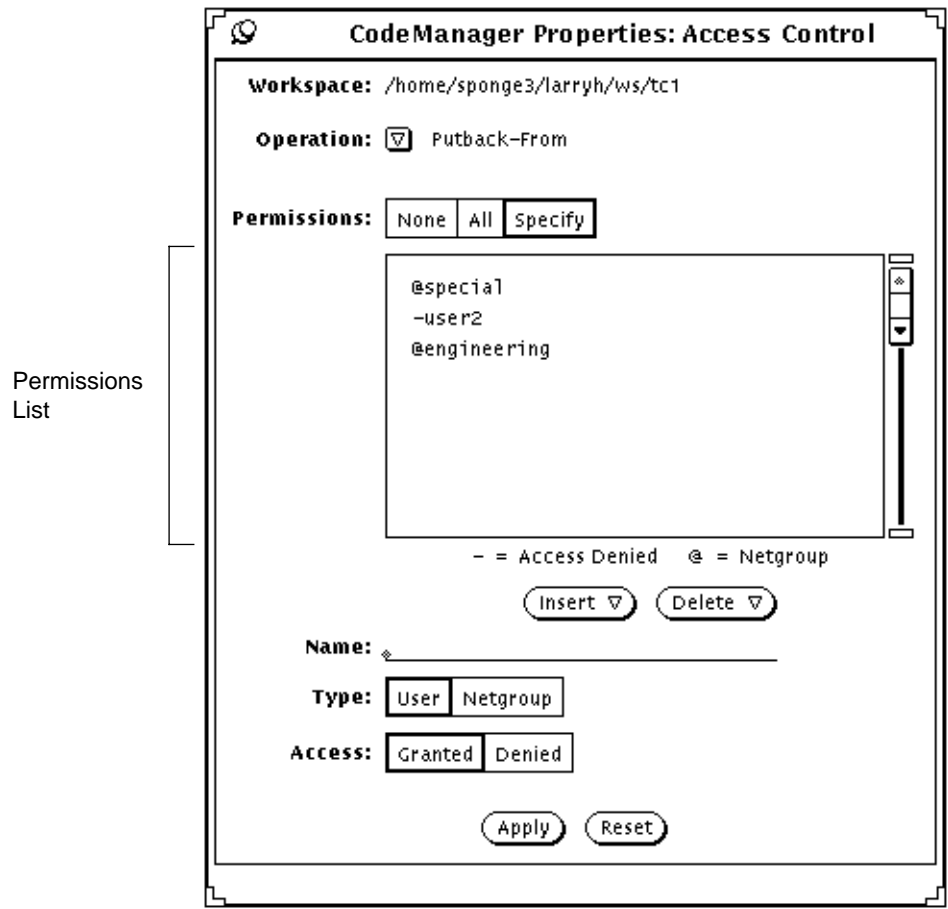 CodeManager Properties: Access Control
Workspace: /home/sponge3/larryh/ws/tc1
Operation: Putback-From
Permissions: None All Specify
@special
-user2
@engineering
Permissions
List
- = Access Denied @ = Netgroup
Insert Delete
Name:
Type: User Netgroup
Access: Granted Denied
Apply Reset